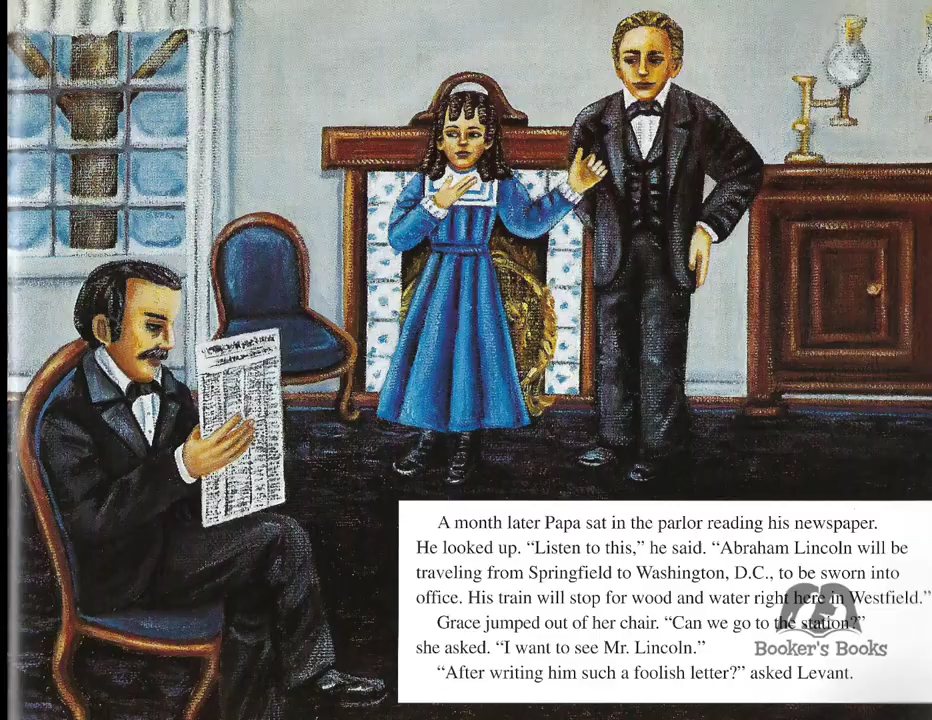 A month later Papa sat in the parlor reading his newspaper.
He looked up. “Listen to this,” he said. “Abraham Lincoln will be
traveling from Springfield to Washington, D.C., to be sworn into
office. His train will stop for wood and water right here in Westfield.”
Grace jumped out of her chair. “Can we go to the station?”
she asked. “I want to see Mr. Lincoln.”
“After writing him such a foolish letter?” asked Levant.
Booker's Books